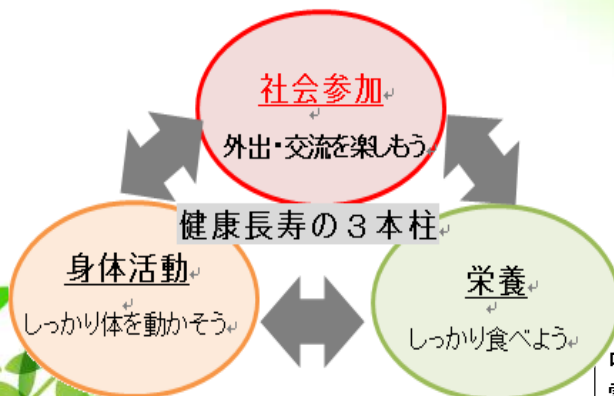 社会参加
外出・交流を楽しもう
健康長寿の３本柱
身体活動
しっかり体を動かそう
栄養
しっかり食べよう